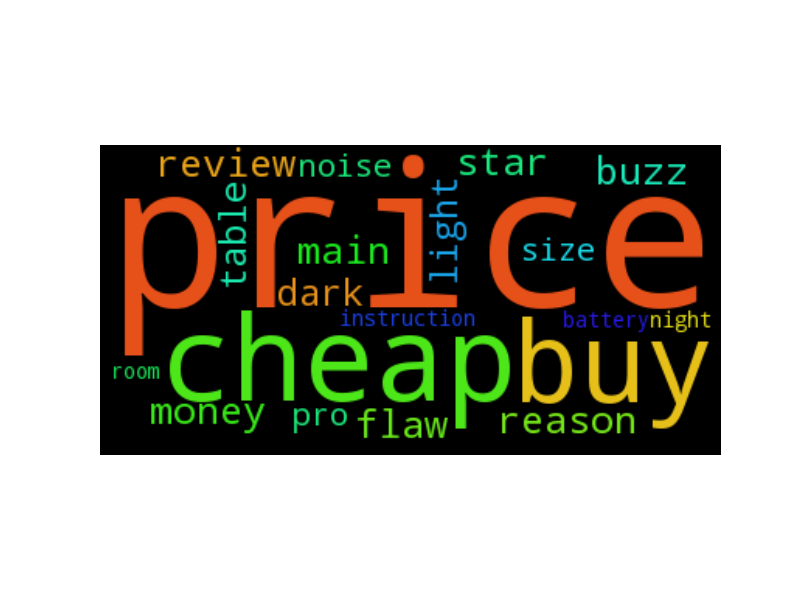 review noise star buzz
price
table light
main size
dark
instruction battery night
cheap buy
room
money pro flaw reason